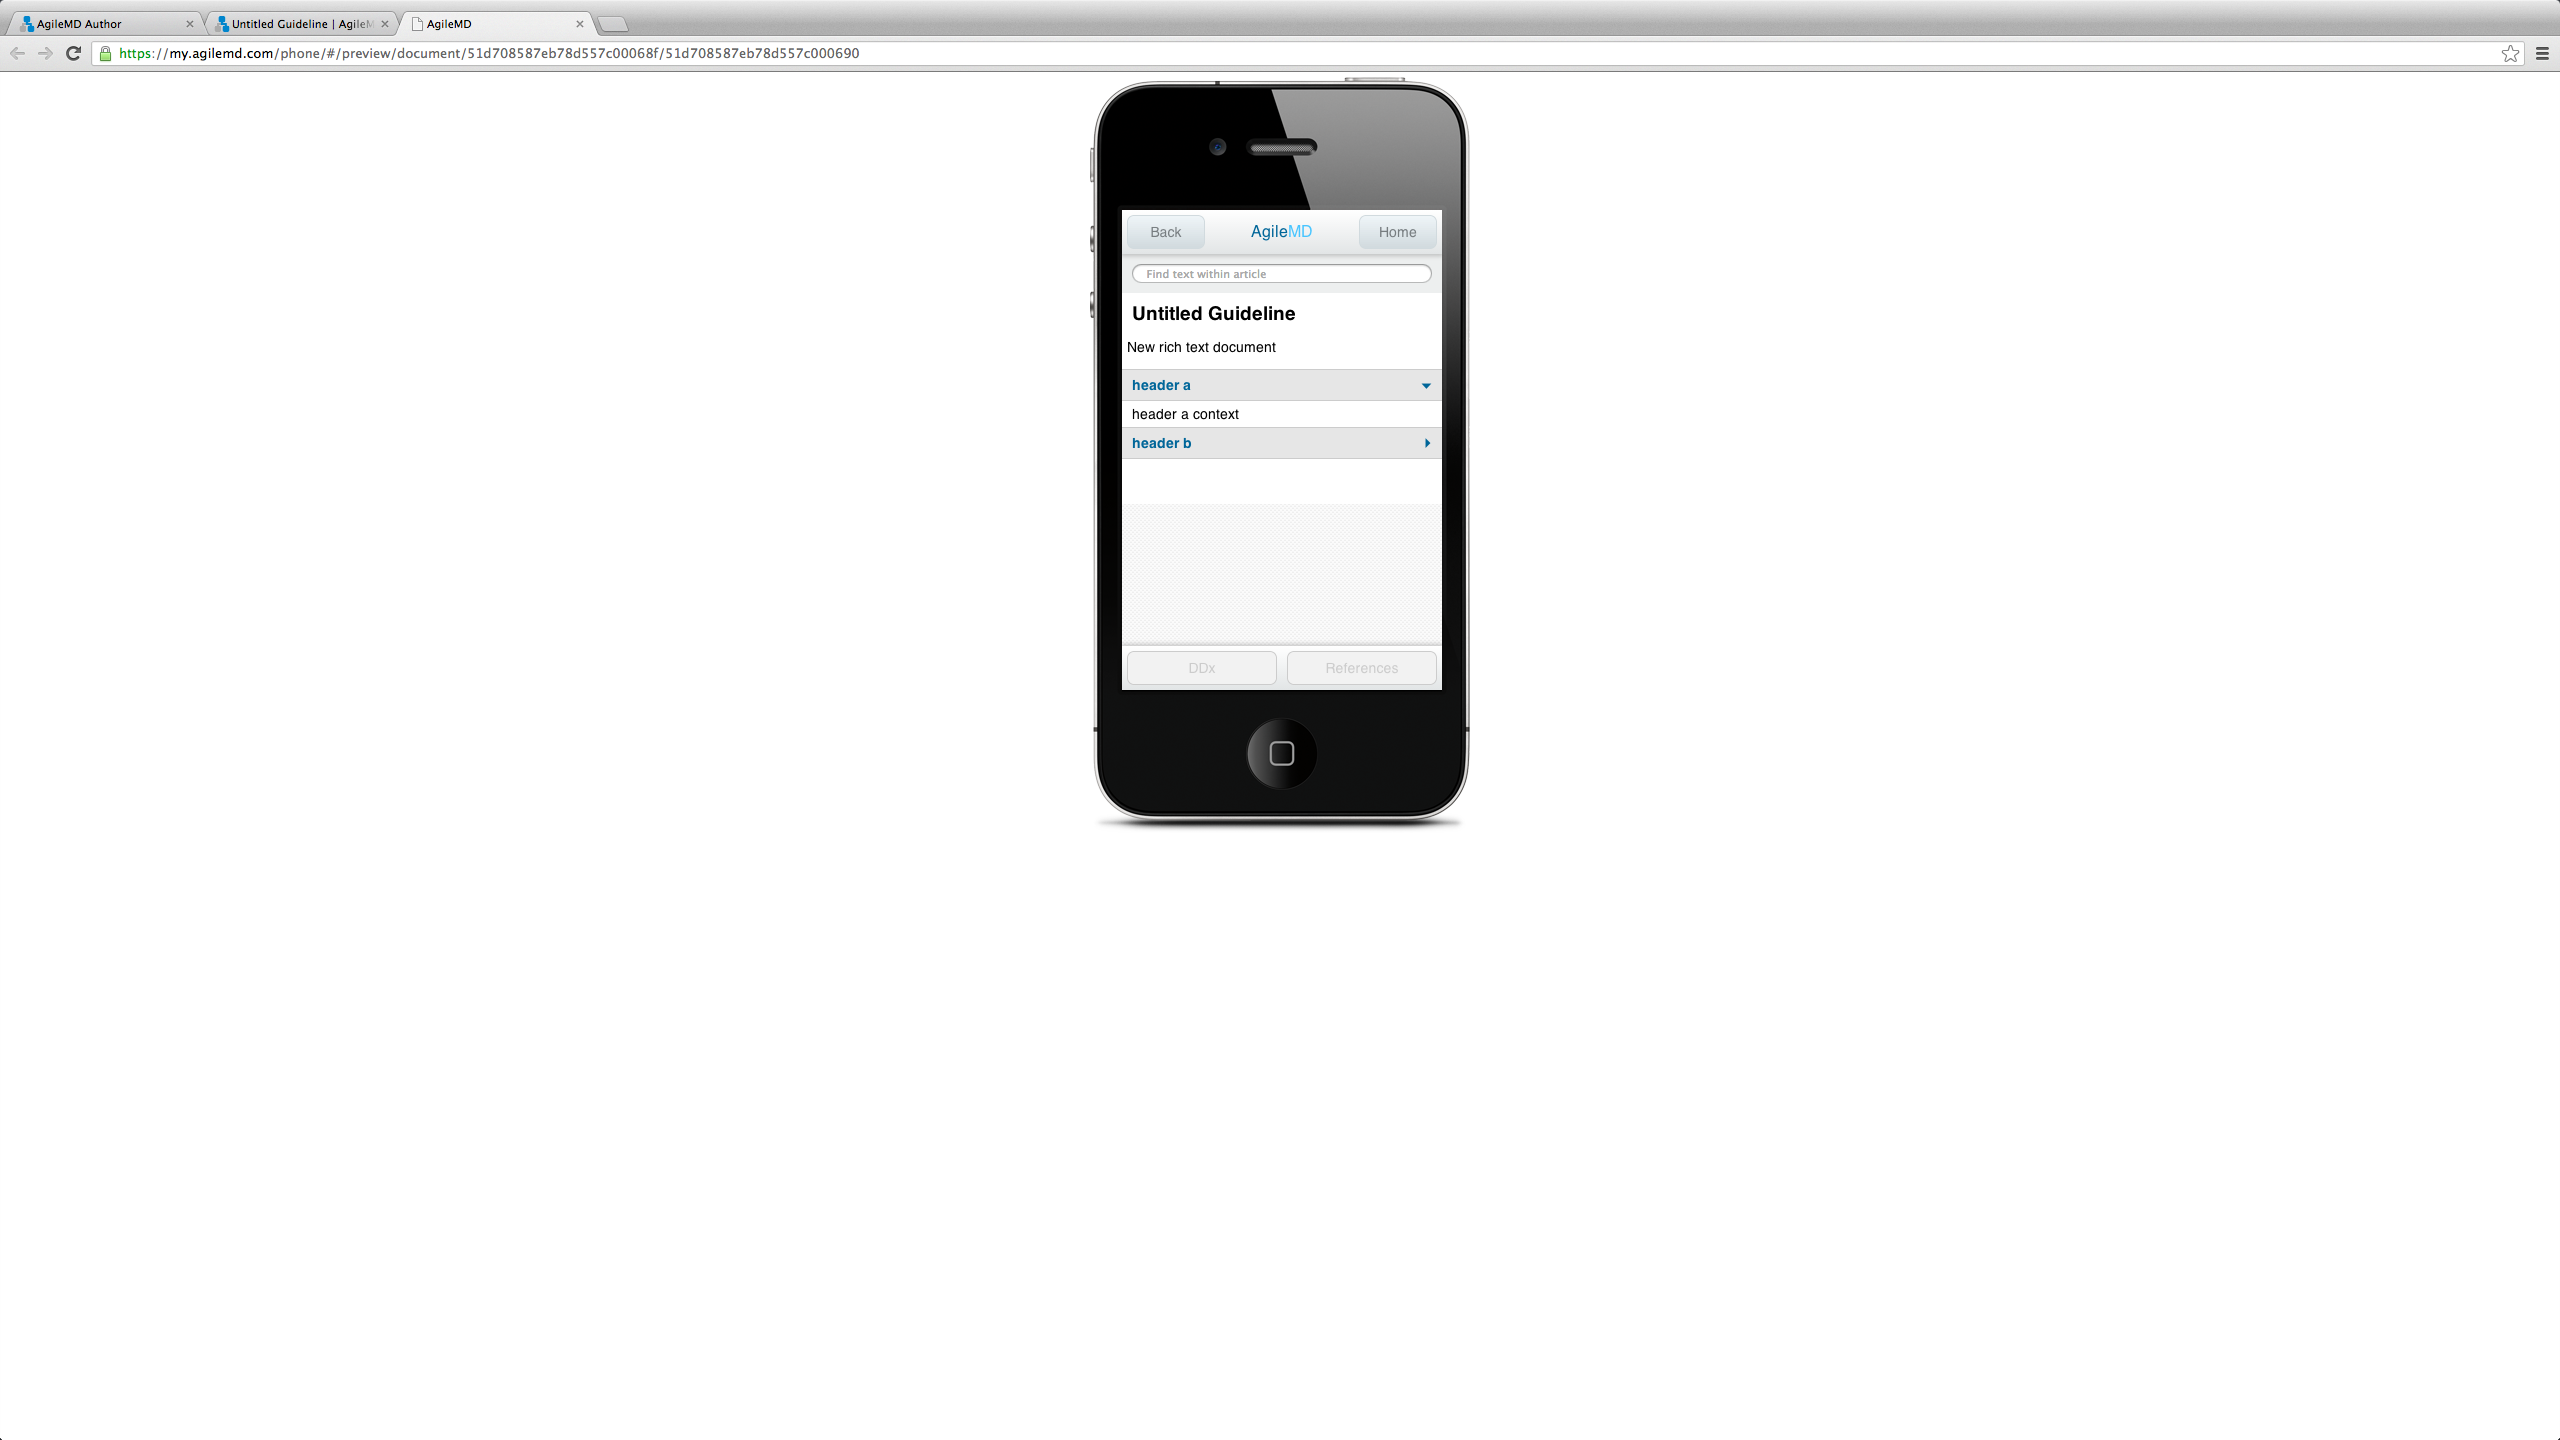 AgileMD Author
Untitled Guideline | AgileM
AgileMD
https://my.agilemd.com/phone/#/preview/document/51d708587eb78d557c00068f/51d708587eb78d557c000690
Back
AgileMD
Home
Find text within article
Untitled Guideline
New rich text document
header a
header a context
header b
DDx
References